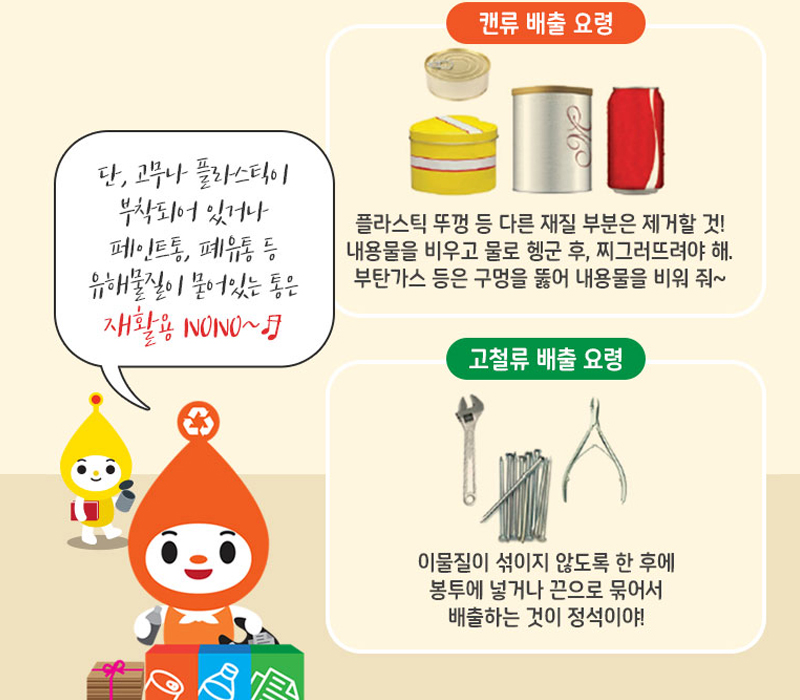 캔류 배출 요령
플라스틱 뚜껑 등 다른 재질 부분은 제거할 것!
내용물을 비우고 물로 헹군 후, 찌그러뜨려야 해.
부탄가스 등은 구멍을 뚫어 내용물을 비워 줘~
단, 고무나 플라스틱이
부착되어 있거나
페인트통, 폐유통 등
유해물질이 묻어있는 통은
재활용 NONO~♬
고철류 배출 요령
이물질이 섞이지 않도록 한 후에
봉투에 넣거나 끈으로 묶어서
배출하는 것이 정석이야!